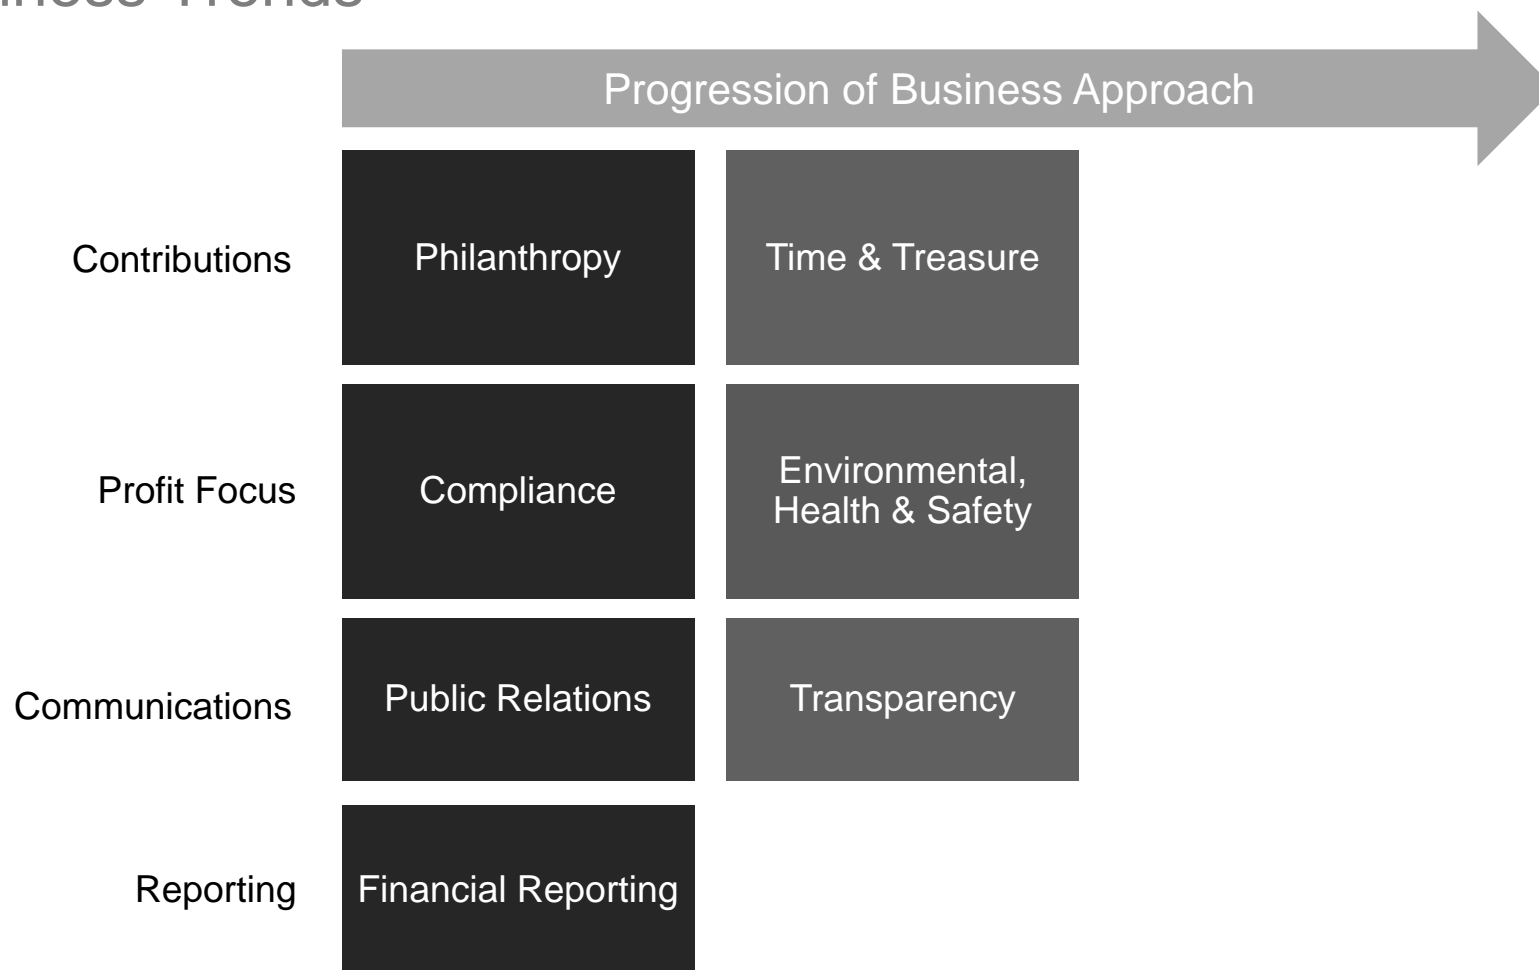 Trends
Progression of Business Approach
Contributions
Philanthropy
Time & Treasure
Profit Focus
Compliance
Environmental,
Health & Safety
Communications
Public Relations
Transparency
Reporting
Financial Reporting